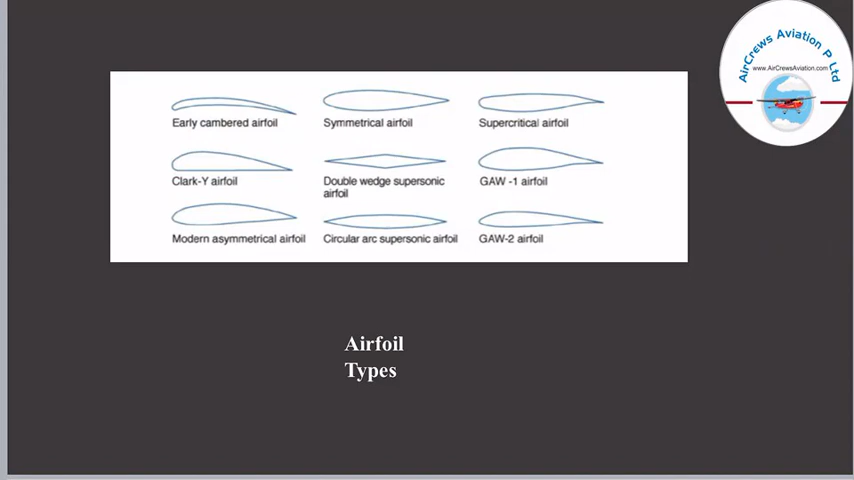 AirCrews Aviation P Ltd
www.AirCrewsAviation.com
Early cambered airfoil
Symmetrical airfoil
Supercritical airfoil
Clark-Y airfoil
Double wedge supersonic
airfoil
GAW -1 airfoil
Modern asymmetrical airfoil
Circular arc supersonic airfoil
GAW-2 airfoil
Airfoil
Types